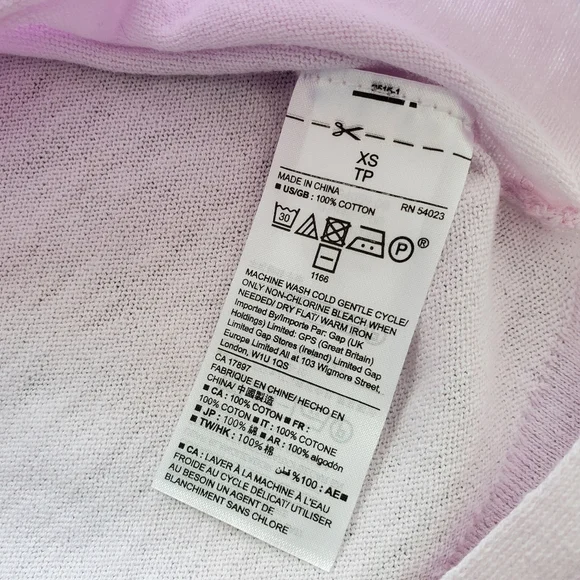 XS
TP
MADE IN CHINA RN 54023
■ US/GB : 100% COTTON
30 P ®
1166
MACHINE WASH COLD GENTLE CYCLE/
ONLY NON-CHLORINE BLEACH WHEN
NEEDED/ DRY FLAT/ WARM IRON
Imported By/Importe Par: Gap (UK
Holdings) Limited: GPS (Great Britain)
Limited Gap Stores (Ireland) Limited Gap
Europe Limited All at 103 Wigmore Street,
London, W1U 1QS
CA 17897
FABRIQUE EN CHINE/ HECHO EN
CHINA/ 中國製造
■ CA : 100% COTTON ■ FR :
100% COTON ■ IT : 100% COTONE
■ JP : 100% 綿 ■ AR : 100% algodón
■ TW/HK : 100% 綿
■ AE : 100% قطن
■ CA : LAVER À LA MACHINE À L'EAU
FROIDE AU CYCLE DÉLICAT/ UTILISER
AU BESOIN UN AGENT DE
BLANCHIMENT SANS CHLORE